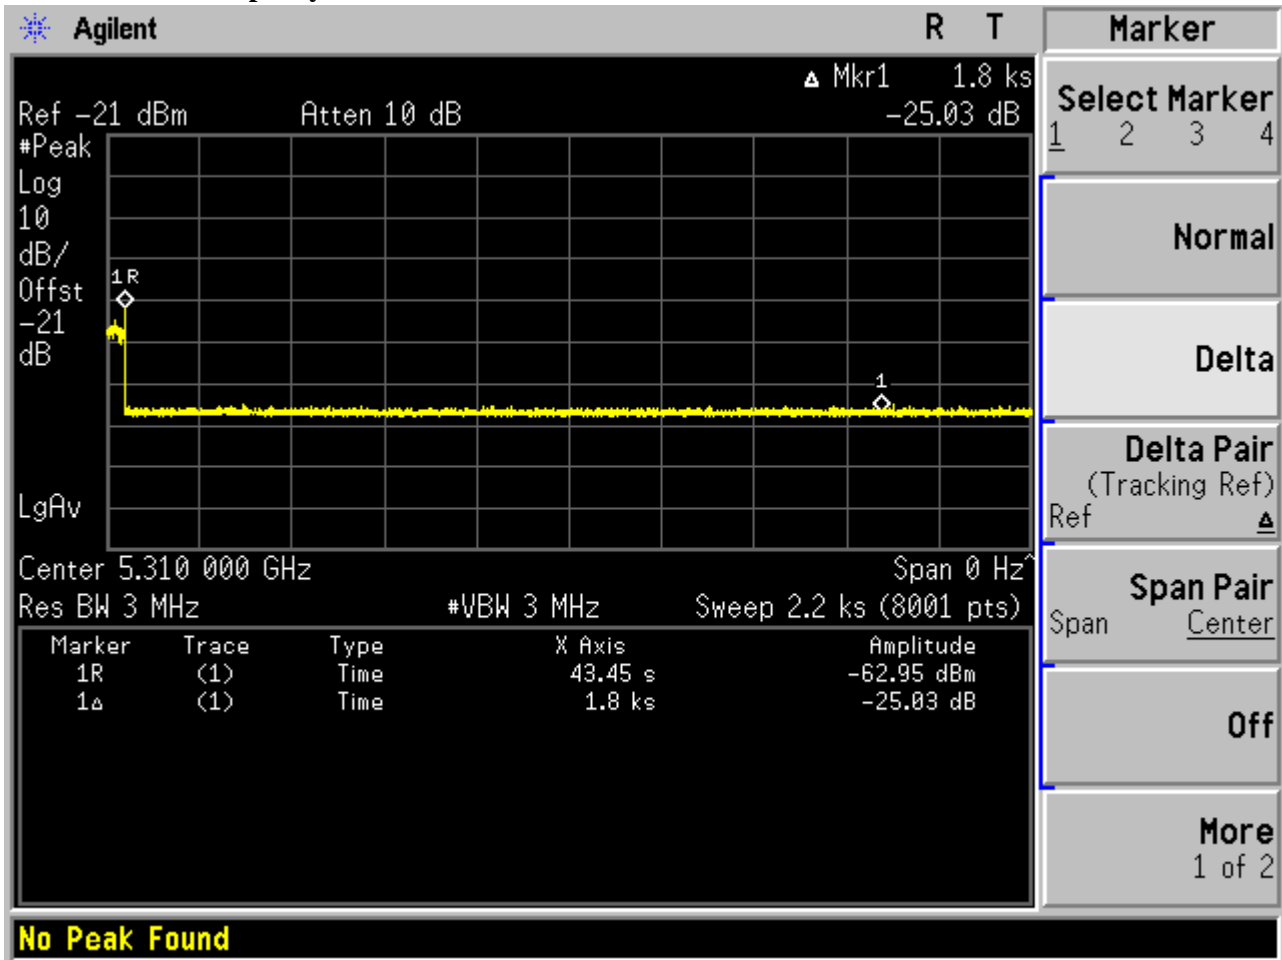 Agilent R T Marker
Δ Mkr1 1.8 ks
Ref -21 dBm Atten 10 dB -25.03 dB
#Peak
Log
10
dB/
Offst
-21
dB
1R
1
LgAv
Center 5.310 000 GHz Span 0 Hz^
Res BW 3 MHz #VBW 3 MHz Sweep 2.2 ks (8001 pts)
Marker Trace Type X Axis Amplitude
1R (1) Time 43.45 s -62.95 dBm
1Δ (1) Time 1.8 ks -25.03 dB
Select Marker
1 2 3 4
Normal
Delta
Delta Pair
(Tracking Ref)
Ref Δ
Span Pair
Span Center
Off
More
1 of 2
No Peak Found